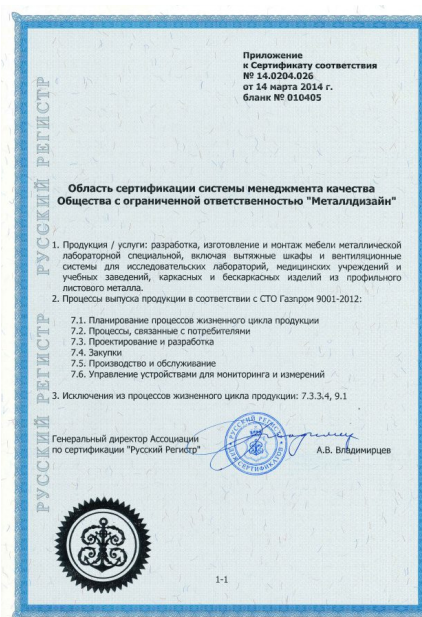 Приложение
к Сертификату соответствия
№ 14.0204.026
от 14 марта 2014 г.
бланк № 010405
РУССКИЙ РЕГИСТР
РУССКИЙ РЕГИСТР
Область сертификации системы менеджмента качества
Общества с ограниченной ответственностью "Металлдизайн"
1. Продукция / услуги: разработка, изготовление и монтаж мебели металлической
лабораторной специальной, включая вытяжные шкафы и вентиляционные
системы для исследовательских лабораторий, медицинских учреждений и
учебных заведений, каркасных и бескаркасных изделий из профильного
листового металла.
2. Процессы выпуска продукции в соответствии с СТО Газпром 9001-2012:
7.1. Планирование процессов жизненного цикла продукции
7.2. Процессы, связанные с потребителями
7.3. Проектирование и разработка
7.4. Закупки
7.5. Производство и обслуживание
7.6. Управление устройствами для мониторинга и измерений
3. Исключения из процессов жизненного цикла продукции: 7.3.3.4, 9.1
Генеральный директор Ассоциации
по сертификации "Русский Регистр"
А.В. Владимирцев
1-1